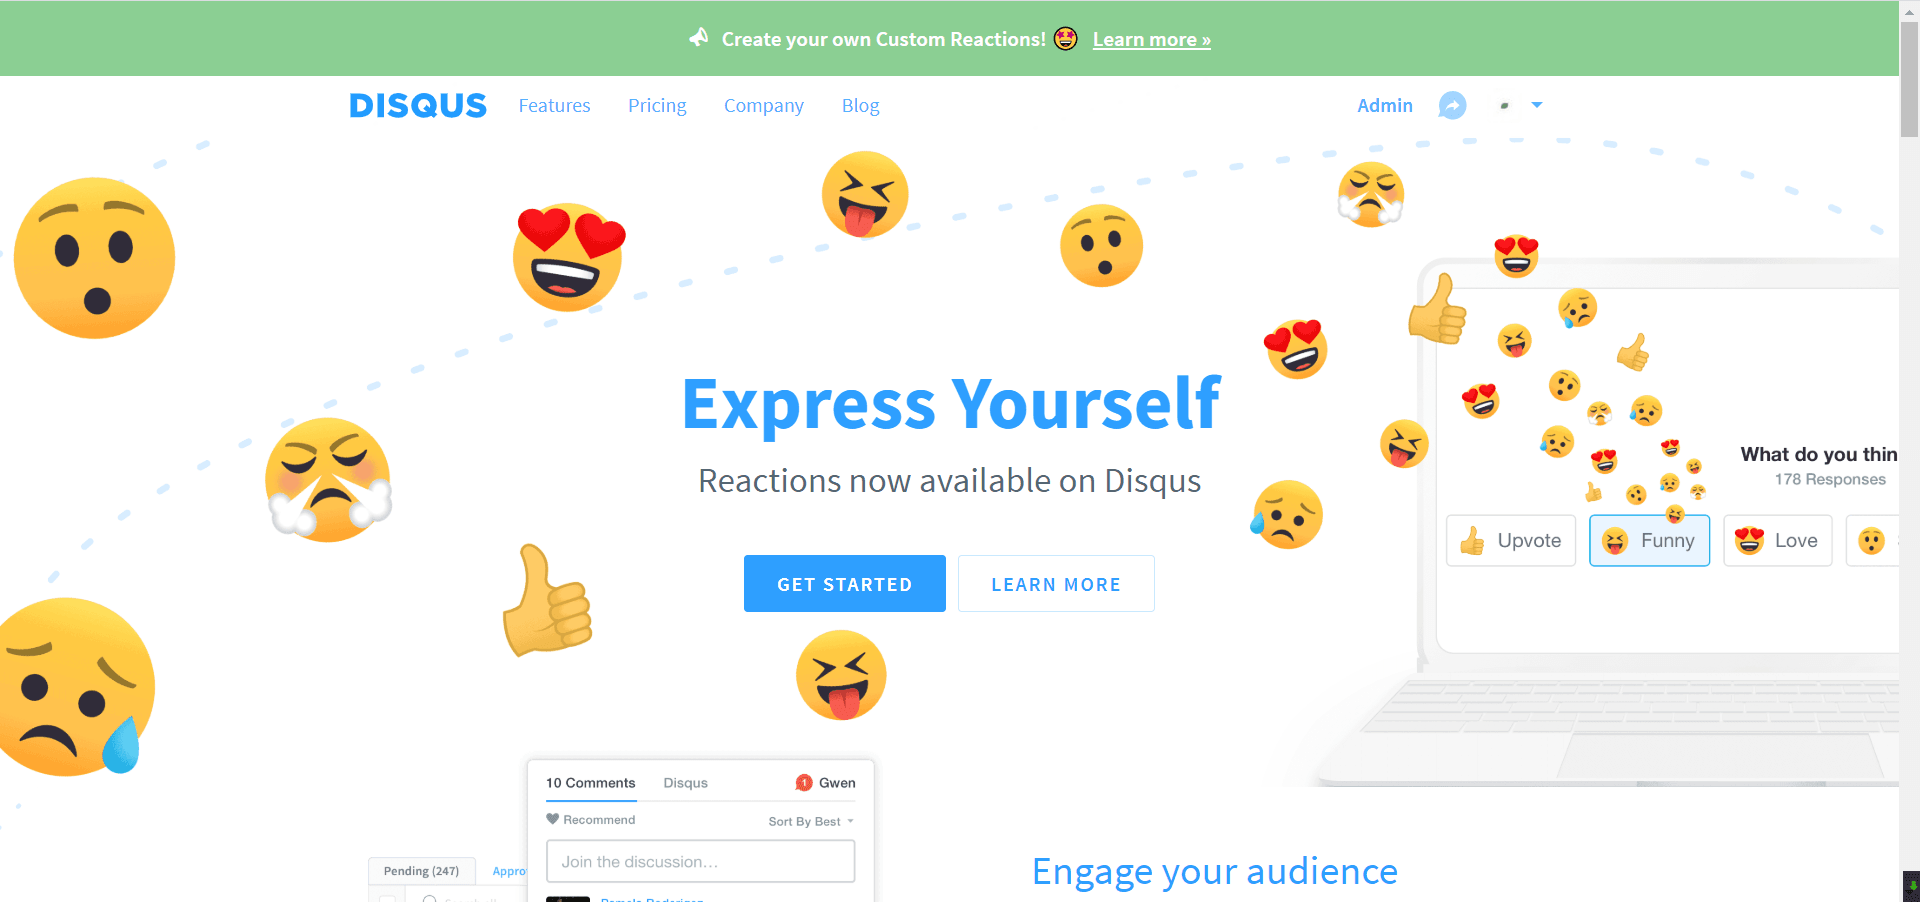 Create your own Custom Reactions! Learn more »
DISQUS Features Pricing Company Blog Admin
Express Yourself
Reactions now available on Disqus
GET STARTED LEARN MORE
What do you thin
178 Responses
Upvote Funny Love
10 Comments Disqus 1 Gwen
Recommend Sort By Best
Join the discussion...
Pending (247) Appro
Engage your audience